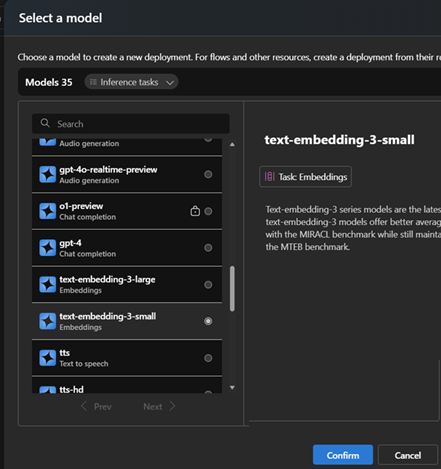 Select a model
Choose a model to create a new deployment. For flows and other resources, create a deployment from their
Models 35
Inference tasks
Search
Audio generation
gpt-4o-realtime-preview
Audio generation
o1-preview
Chat completion
gpt-4
Chat completion
text-embedding-3-large
Embeddings
text-embedding-3-small
Embeddings
tts
Text to speech
tts-hd
Prev
Next
text-embedding-3-small
Task: Embeddings
Text-embedding-3 series models are the lates
text-embedding-3 models offer better averag
with the MIRACL benchmark while still mainta
the MTEB benchmark.
Confirm
Cancel